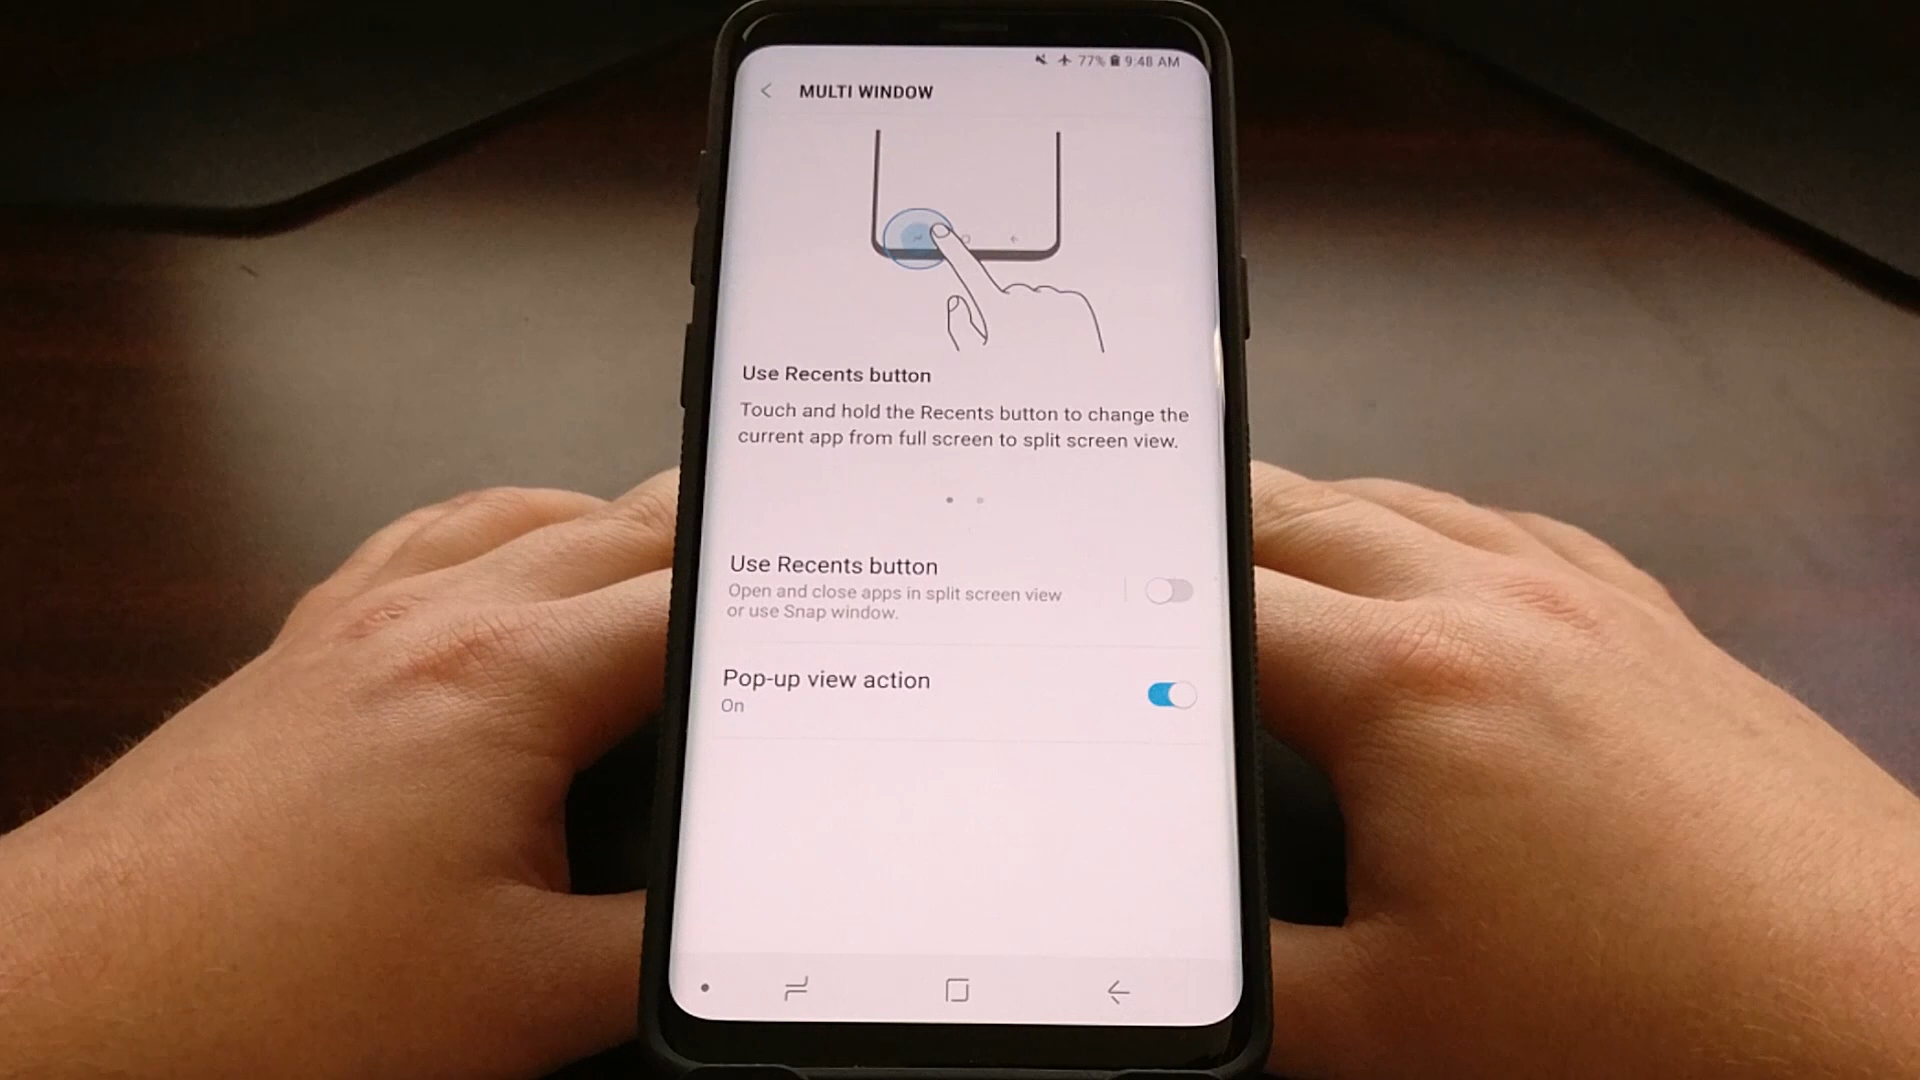 77% 9:48 AM
MULTI WINDOW
Use Recents button
Touch and hold the Recents button to change the
current app from full screen to split screen view.
Use Recents button
Open and close apps in split screen view
or use Snap window.
Pop-up view action
On